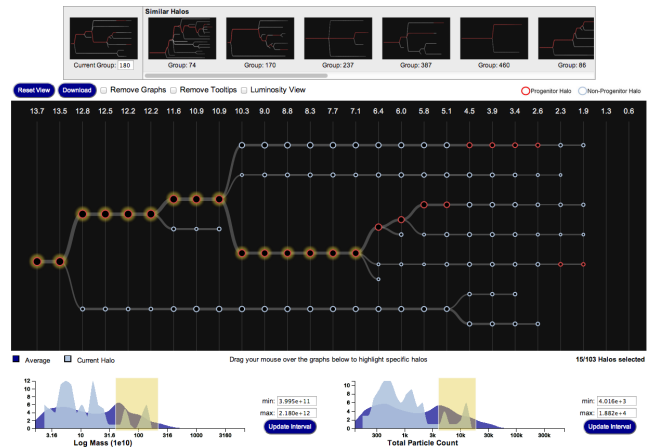 Similar Halos
Current Group: 180
Group: 74
Group: 170
Group: 237
Group: 387
Group: 460
Group: 86
Reset View Download Remove Graphs Remove Tooltips Luminosity View Progenitor Halo Non-Progenitor Halo
13.7 13.5 12.8 12.5 12.2 12.2 11.6 10.9 10.9 10.3 9.0 8.8 8.3 7.7 7.1 6.4 6.0 5.8 5.1 4.5 3.9 3.4 2.6 2.3 1.9 1.3 0.6
Average Current Halo Drag your mouse over the graphs below to highlight specific halos 15/103 Halos selected
12
10
8
6
4
2
0
3.16 10 31.6 100 316 1000 3160
Log Mass (1e10)
min: 3.995e+11
max: 2.180e+12
Update Interval
10
8
6
4
2
0
300 1k 3k 10k 30k 100k 300k
Total Particle Count
min: 4.016e+3
max: 1.882e+4
Update Interval